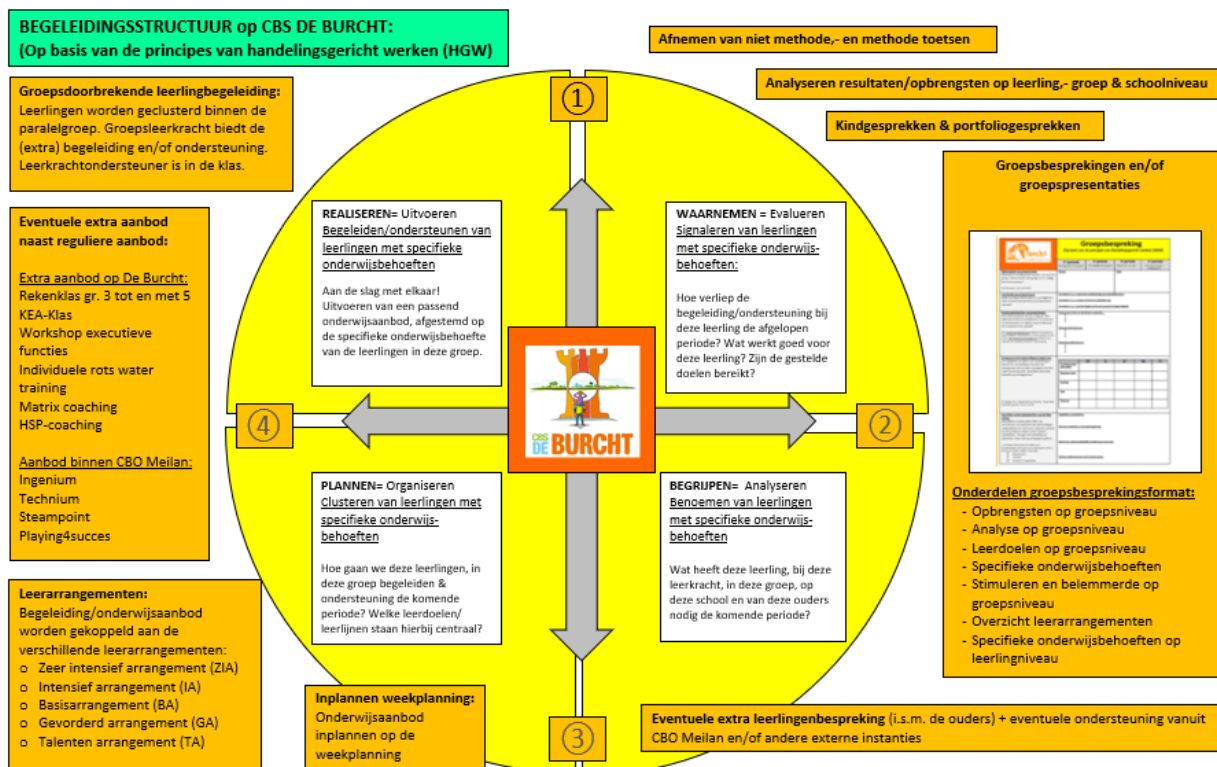 BEGELEIDINGSSTRUCTUUR op CBS DE BURCHT:
(Op basis van de principes van handelingsgericht werken (HGW)
Afnemen van niet methode,- en methode toetsen
Analyseren resultaten/opbrengsten op leerling,- groep & schoolniveau
Kindgesprekken & portfoliogesprekken
Groepsdoorbrekende leerlingbegeleiding:
Leerlingen worden geclusterd binnen de
paralelgroep. Groepsleerkracht biedt de
(extra) begeleiding en/of ondersteuning.
Leerkrachtondersteuner is in de klas.
1
Eventuele extra aanbod
naast reguliere aanbod:
Extra aanbod op De Burcht:
Rekenklas gr. 3 tot en met 5
KEA-Klas
Workshop executieve
functies
Individuele rots water
training
Matrix coaching
HSP-coaching
Aanbod binnen CBO Meilan:
Ingenium
Technium
Steampoint
Playing4succes
REALISEREN= Uitvoeren
Begeleiden/ondersteunen van
leerlingen met specifieke
onderwijsbehoeften
Aan de slag met elkaar!
Uitvoeren van een passend
onderwijsaanbod, afgestemd op
de specifieke onderwijsbehoefte
van de leerlingen in deze groep.
WAARNEMEN = Evalueren
Signaleren van leerlingen
met specifieke onderwijs-
behoeften:
Hoe verliep de
begeleiding/ondersteuning bij
deze leerling de afgelopen
periode? Wat werkt goed voor
deze leerling? Zijn de gestelde
doelen bereikt?
Groepsbesprekingen en/of
groepspresentaties
Groepsbespreking
4
CBS
DE BURCHT
2
PLANNEN= Organiseren
Clusteren van leerlingen met
specifieke onderwijs-
behoeften
Hoe gaan we deze leerlingen, in
deze groep begeleiden &
ondersteuning de komende
periode? Welke leerdoelen/
leerlijnen staan hierbij centraal?
BEGRIJPEN= Analyseren
Benoemen van leerlingen
met specifieke onderwijs-
behoeften
Wat heeft deze leerling, bij deze
leerkracht, in deze groep, op
deze school en van deze ouders
nodig de komende periode?
Onderdelen groepsbesprekingsformat:
- Opbrengsten op groepsniveau
- Analyse op groepsniveau
- Leerdoelen op groepsniveau
- Specifieke onderwijsbehoeften
- Stimuleren en belemmerde op
groepsniveau
- Overzicht leerarrangementen
- Specifieke onderwijsbehoeften op
leerlingniveau
Leerarrangementen:
Begeleiding/onderwijsaanbod
worden gekoppeld aan de
verschillende leerarrangementen:
o Zeer intensief arrangement (ZIA)
o Intensief arrangement (IA)
o Basisarrangement (BA)
o Gevorderd arrangement (GA)
o Talenten arrangement (TA)
Inplannen weekplanning:
Onderwijsaanbod
inplannen op de
weekplanning
3
Eventuele extra leerlingenbespreking (i.s.m. de ouders) + eventuele ondersteuning vanuit
CBO Meilan en/of andere externe instanties